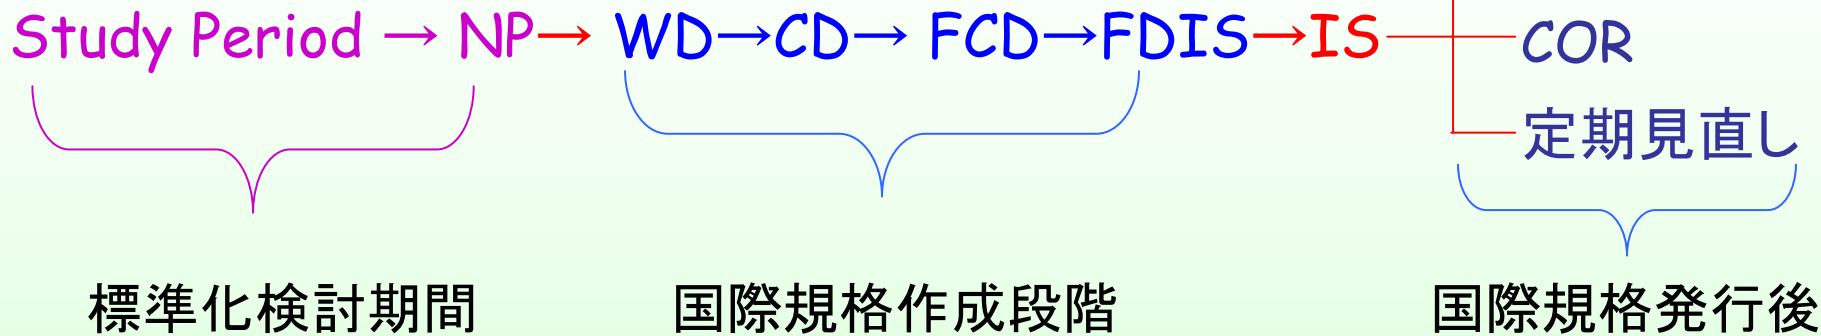 Study Period → NP → WD→CD→ FCD→FDIS→IS COR
定期見直し
標準化検討期間 国際規格作成段階 国際規格発行後